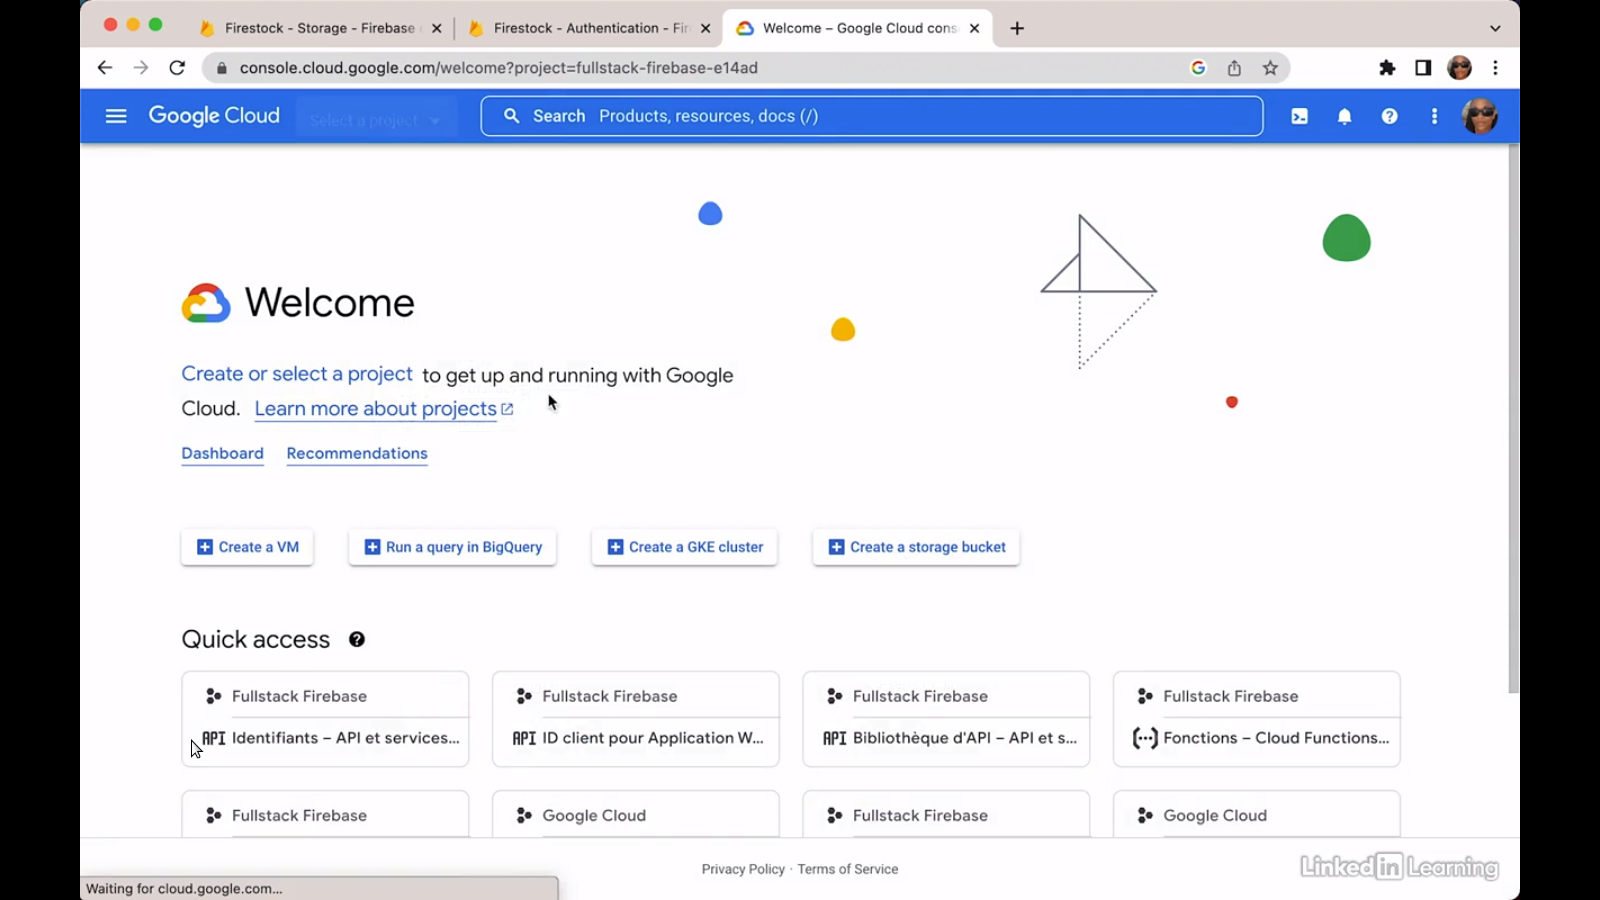 Firestock - Storage - Firebase
Firestock - Authentication - Fir
Welcome – Google Cloud cons
console.cloud.google.com/welcome?project=fullstack-firebase-e14ad
Google Cloud
Select a project
Search Products, resources, docs (/)
Welcome
Create or select a project to get up and running with Google
Cloud. Learn more about projects
Dashboard Recommendations
Create a VM
Run a query in BigQuery
Create a GKE cluster
Create a storage bucket
Quick access
Fullstack Firebase
API Identifiants – API et services...
Fullstack Firebase
API ID client pour Application W...
Fullstack Firebase
API Bibliothèque d'API – API et s...
Fullstack Firebase
Fonctions – Cloud Functions...
Fullstack Firebase
Google Cloud
Fullstack Firebase
Google Cloud
Privacy Policy · Terms of Service
LinkedIn Learning
Waiting for cloud.google.com...